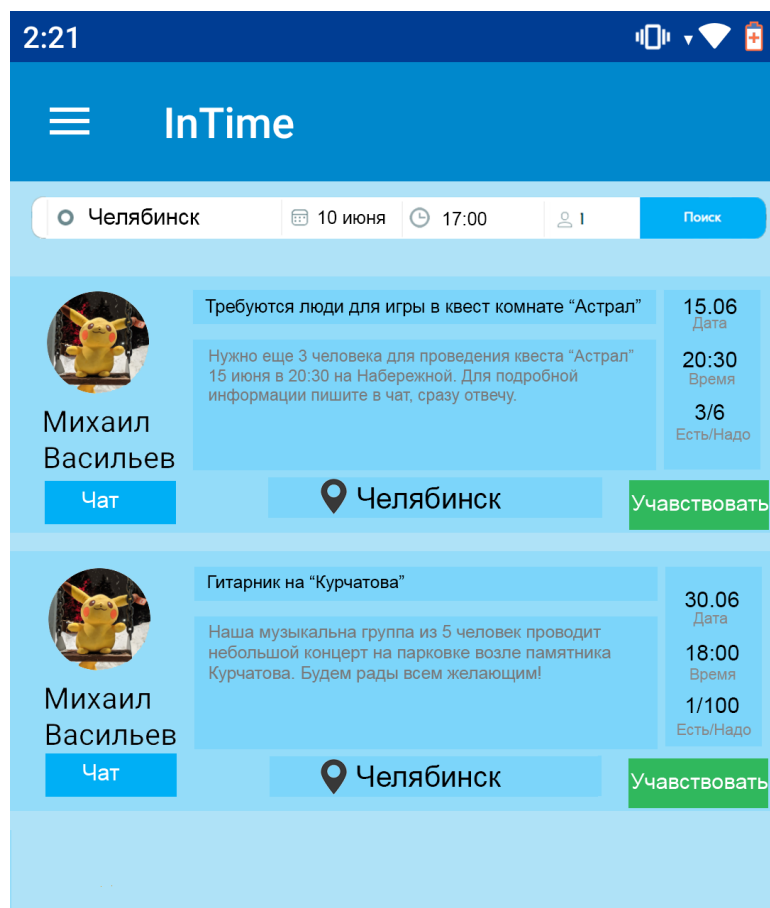 2:21
InTime
Челябинск 10 июня 17:00 1 Поиск
Требуются люди для игры в квест комнате “Астрал”
Нужно еще 3 человека для проведения квеста “Астрал”
15 июня в 20:30 на Набережной. Для подробной
информации пишите в чат, сразу отвечу.
15.06
Дата
20:30
Время
3/6
Есть/Надо
Михаил
Васильев
Чат
Челябинск
Учавствовать
Гитарник на “Курчатова”
Наша музыкальна группа из 5 человек проводит
небольшой концерт на парковке возле памятника
Курчатова. Будем рады всем желающим!
30.06
Дата
18:00
Время
1/100
Есть/Надо
Михаил
Васильев
Чат
Челябинск
Учавствовать